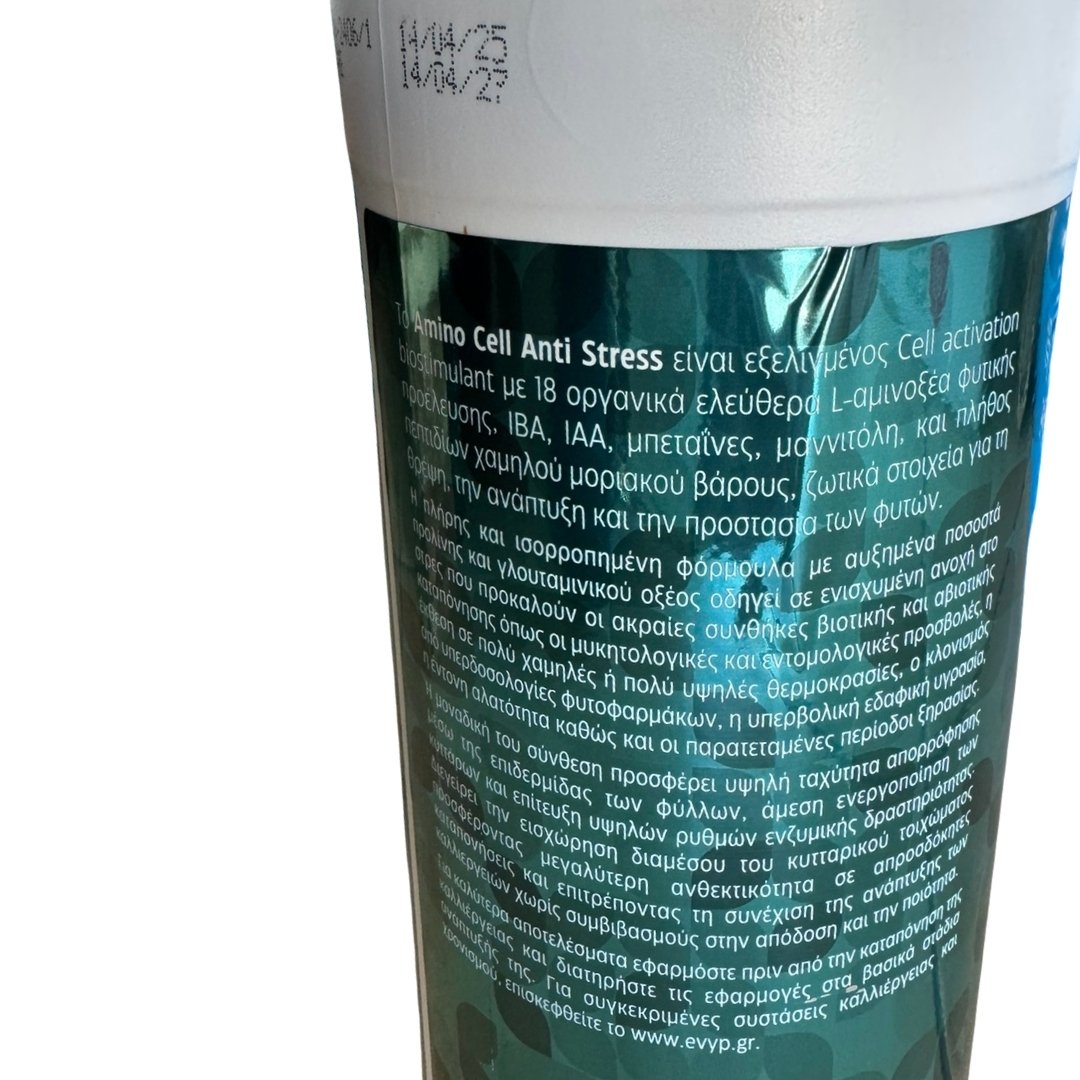 2406/1 14/04/25
14/04/27
Το Amino Cell Anti Stress είναι εξελιγμένος Cell activation
biostimulant με 18 οργανικά ελεύθερα L-αμινοξέα φυτικής
προέλευσης, IBA, IAA, μπεταΐνες, μαννιτόλη, και πλήθος
πεπτιδίων χαμηλού μοριακού βάρους, ζωτικά στοιχεία για τη
θρέψη, την ανάπτυξη και την προστασία των φυτών.
Η πλήρης και ισορροπημένη φόρμουλα με αυξημένα ποσοστά
προλίνης και γλουταμινικού οξέος οδηγεί σε ενισχυμένη ανοχή στο
στρες που προκαλούν οι ακραίες συνθήκες βιοτικής και αβιοτικής
καταπόνησης όπως οι μυκητολογικές και εντομολογικές προσβολές, η
έκθεση σε πολύ χαμηλές ή πολύ υψηλές θερμοκρασίες, ο κλονισμός
από υπερδοσολογίες φυτοφαρμάκων, η υπερβολική εδαφική υγρασία,
η έντονη αλατότητα καθώς και οι παρατεταμένες περίοδοι ξηρασίας.
Η μοναδική του σύνθεση προσφέρει υψηλή ταχύτητα απορρόφησης
μέσω της επιδερμίδας των φύλλων, άμεση ενεργοποίηση των
κυττάρων και επίτευξη υψηλών ρυθμών ενζυμικής δραστηριότητας.
Διεγείρει την εισχώρηση διαμέσου του κυτταρικού τοιχώματος
προσφέροντας μεγαλύτερη ανθεκτικότητα σε απροσδόκητες
καταπονήσεις και επιτρέποντας τη συνέχιση της ανάπτυξης των
καλλιεργειών χωρίς συμβιβασμούς στην απόδοση και την ποιότητα.
Για καλύτερα αποτελέσματα εφαρμόστε πριν από την καταπόνηση της
καλλιέργειας και διατηρήστε τις εφαρμογές στα βασικά στάδια
ανάπτυξής της. Για συγκεκριμένες συστάσεις καλλιέργειας και
χρονισμού, επισκεφθείτε το www.evyp.gr.